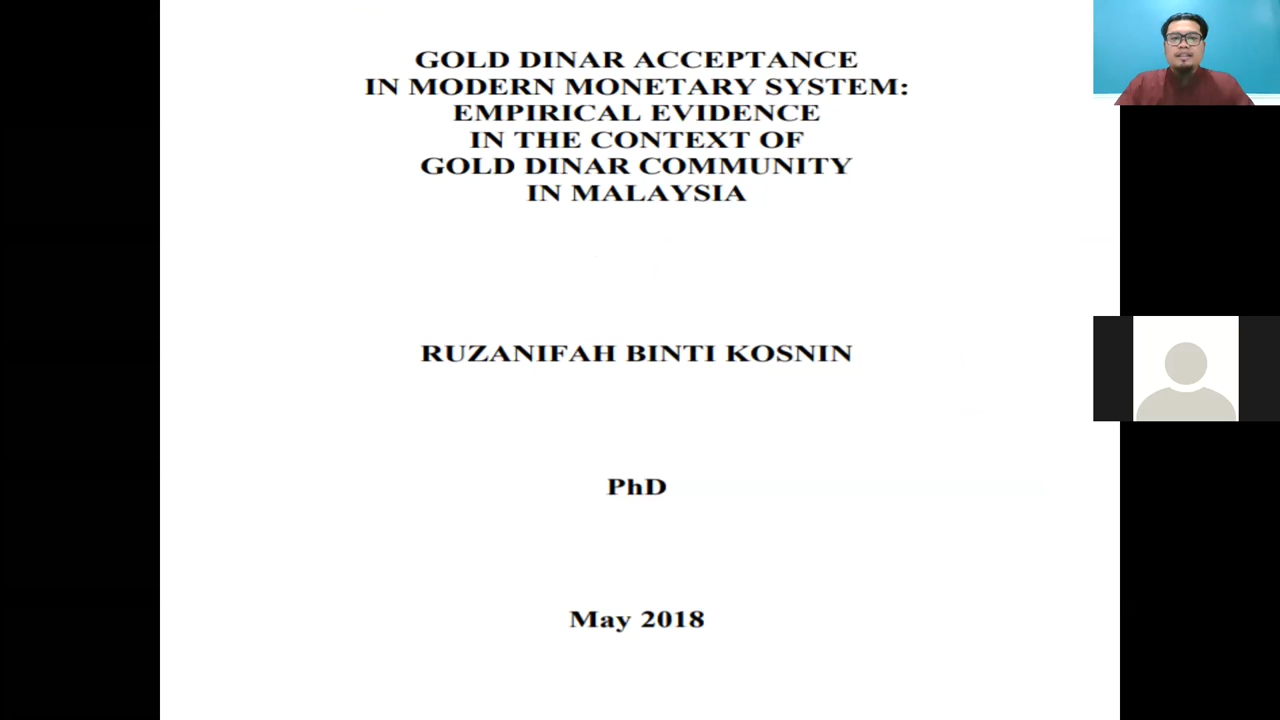 GOLD DINAR ACCEPTANCE
IN MODERN MONETARY SYSTEM:
EMPIRICAL EVIDENCE
IN THE CONTEXT OF
GOLD DINAR COMMUNITY
IN MALAYSIA
RUZANIFAH BINTI KOSNIN
PhD
May 2018